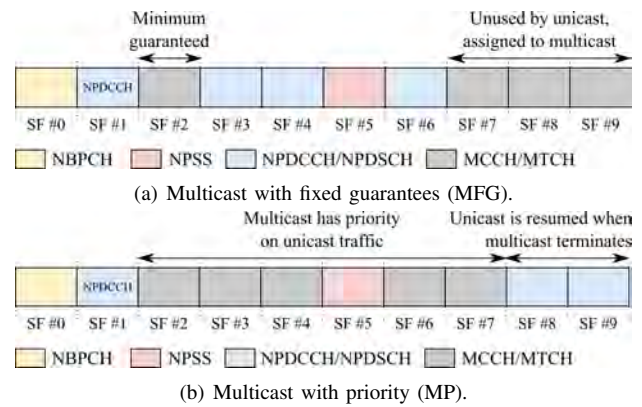 Minimum
guaranteed
Unused by unicast,
assigned to multicast
NPDCCH
SF #0 SF #1 SF #2 SF #3 SF #4 SF #5 SF #6 SF #7 SF #8 SF #9
NBPCH NPSS NPDCCH/NPDSCH MCCH/MTCH
(a) Multicast with fixed guarantees (MFG).
Multicast has priority
on unicast traffic
Unicast is resumed when
multicast terminates
NPDCCH
SF #0 SF #1 SF #2 SF #3 SF #4 SF #5 SF #6 SF #7 SF #8 SF #9
NBPCH NPSS NPDCCH/NPDSCH MCCH/MTCH
(b) Multicast with priority (MP).